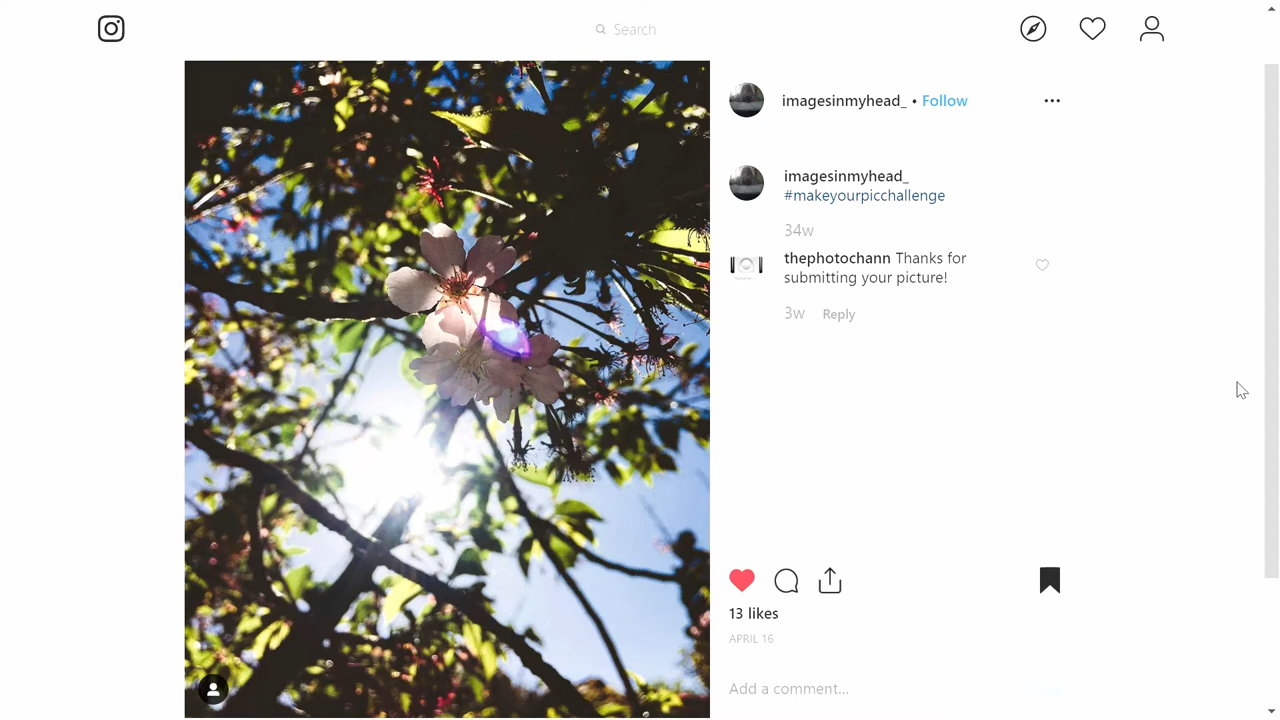 Search
imagesinmyhead_ • Follow
imagesinmyhead_
#makeyourpicchallenge
34w
thephotochann Thanks for
submitting your picture!
3w Reply
13 likes
APRIL 16
Add a comment...